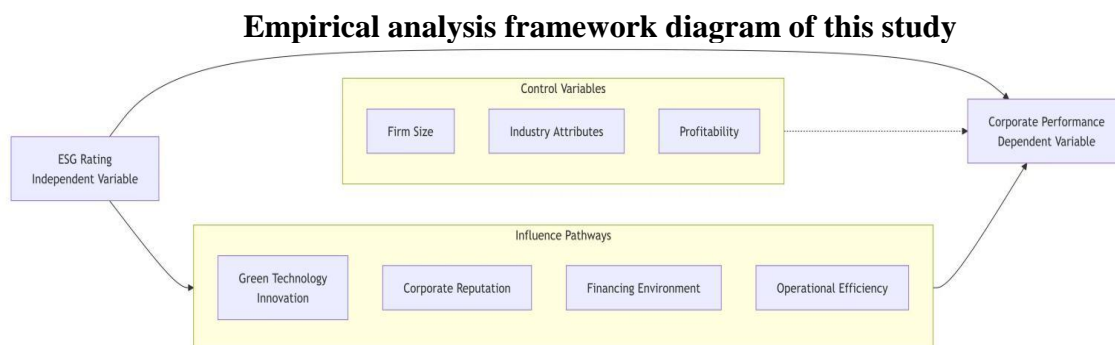 Empirical analysis framework diagram of this study
Control Variables
Firm Size
Industry Attributes
Profitability
Corporate Performance
Dependent Variable
ESG Rating
Independent Variable
Influence Pathways
Green Technology
Innovation
Corporate Reputation
Financing Environment
Operational Efficiency